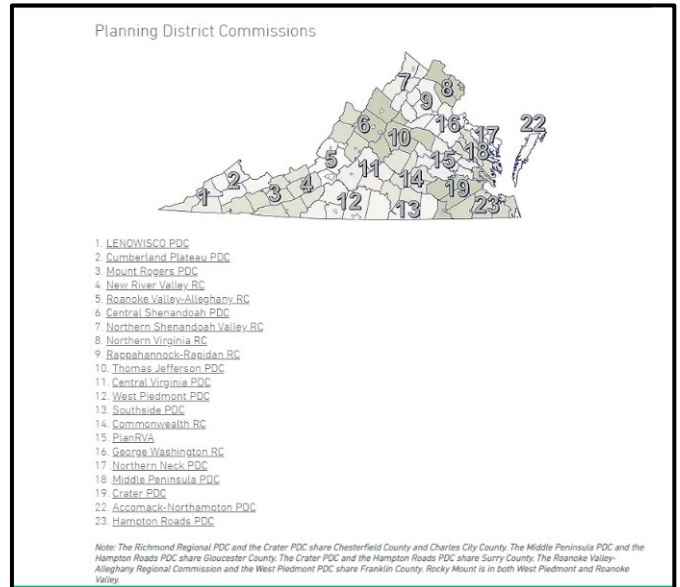 Planning District Commissions
7
8
9
22
6
16
17
10
18
5
15
11
2
14
4
19
3
1
12
13
23
1. LENOWISCO PDC
2. Cumberland Plateau PDC
3. Mount Rogers PDC
4. New River Valley RC
5. Roanoke Valley-Alleghany RC
6. Central Shenandoah PDC
7. Northern Shenandoah Valley RC
8. Northern Virginia RC
9. Rappahannock-Rapidan RC
10. Thomas Jefferson PDC
11. Central Virginia PDC
12. West Piedmont PDC
13. Southside PDC
14. Commonwealth RC
15. PlanRVA
16. George Washington RC
17. Northern Neck PDC
18. Middle Peninsula PDC
19. Crater PDC
22. Accomack-Northampton PDC
23. Hampton Roads PDC
Note: The Richmond Regional PDC and the Crater PDC share Chesterfield County and Charles City County. The Middle Peninsula PDC and the
Hampton Roads PDC share Gloucester County. The Crater PDC and the Hampton Roads PDC share Surry County. The Roanoke Valley-
Alleghany Regional Commission and the West Piedmont PDC share Franklin County. Rocky Mount is in both West Piedmont and Roanoke
Valley.